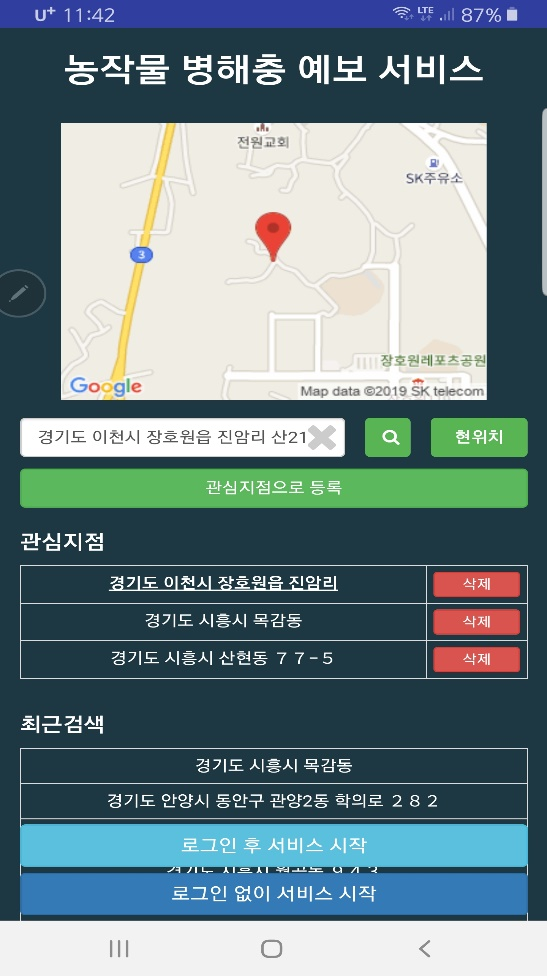 U+ 11:42 LTE 87%
농작물 병해충 예보 서비스
전원교회
SK주유소
3
장호원레포츠공원
Google
Map data ©2019 SK telecom
경기도 이천시 장호원읍 진암리 산21
현위치
관심지점으로 등록
관심지점
경기도 이천시 장호원읍 진암리 삭제
경기도 시흥시 목감동 삭제
경기도 시흥시 산현동 ７７-５ 삭제
최근검색
경기도 시흥시 목감동
경기도 안양시 동안구 관양2동 학의로 ２８２
로그인 후 서비스 시작
로그인 없이 서비스 시작